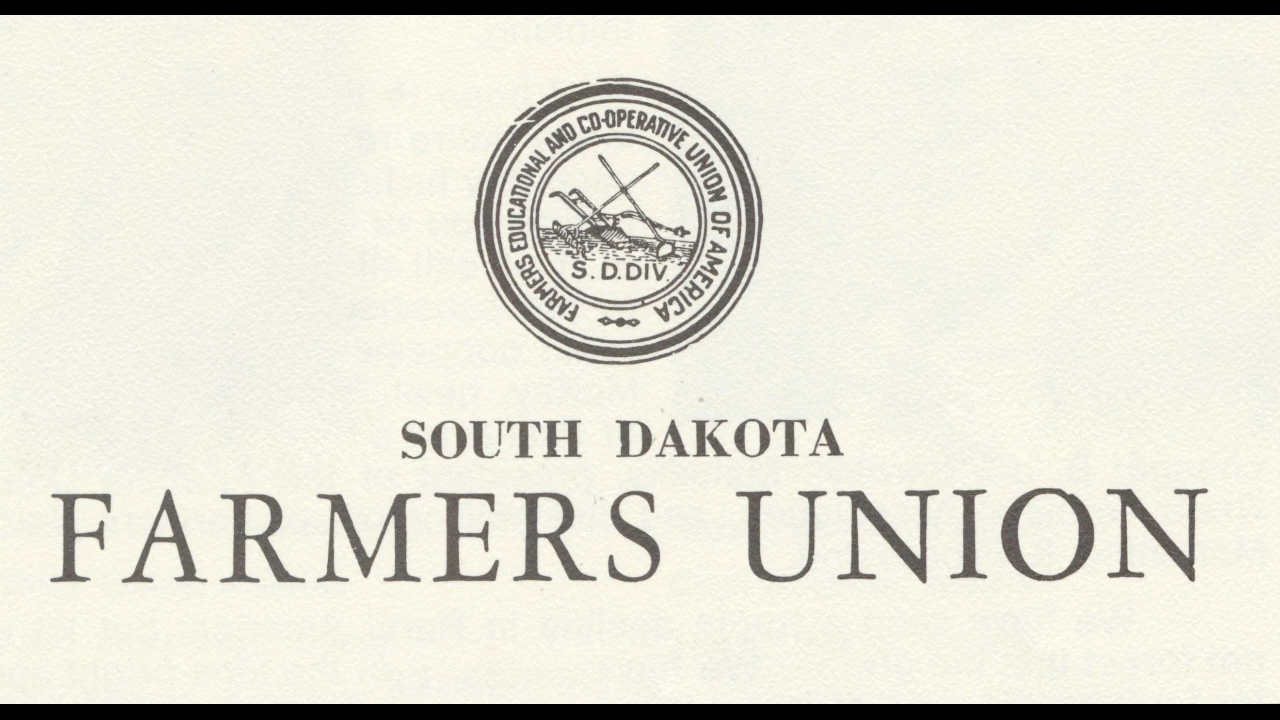 FARMERS EDUCATIONAL AND CO-OPERATIVE UNION OF AMERICA
S. D. DIV.
SOUTH DAKOTA
FARMERS UNION